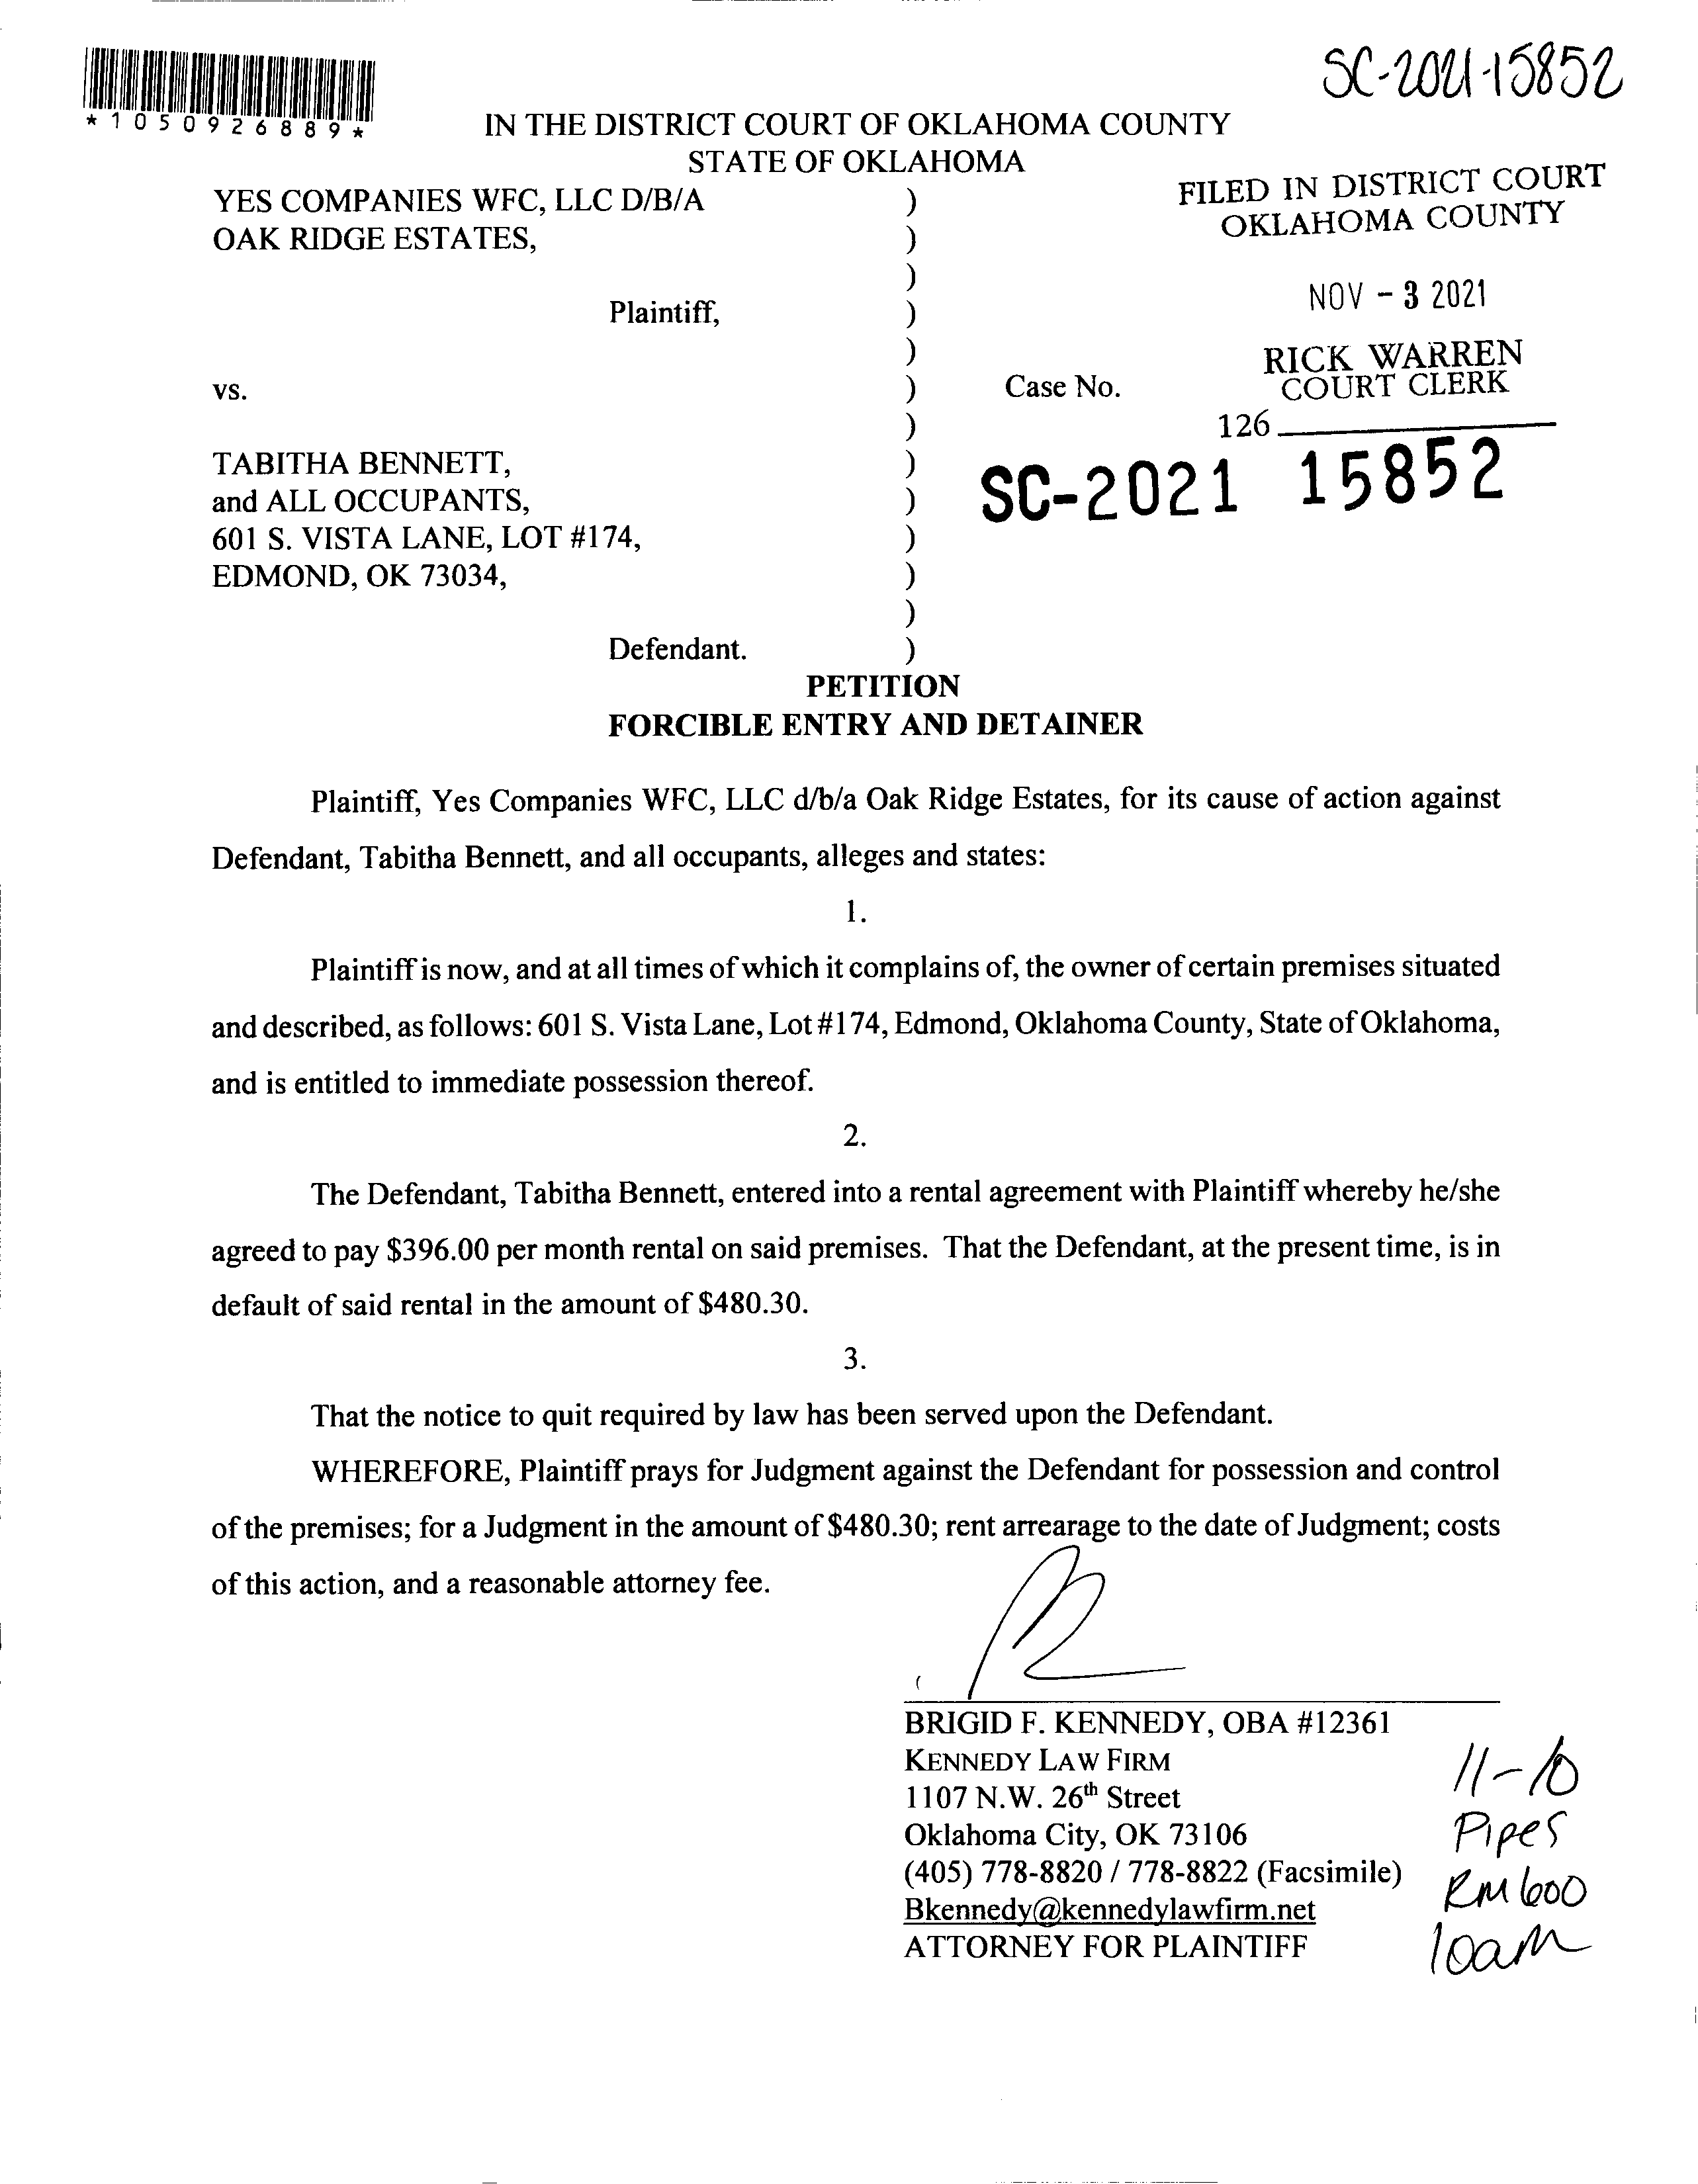 SC-2021-15852
*1050926889*
IN THE DISTRICT COURT OF OKLAHOMA COUNTY
STATE OF OKLAHOMA
YES COMPANIES WFC, LLC D/B/A )
OAK RIDGE ESTATES, )
)
Plaintiff, )
)
vs. ) Case No.
)
TABITHA BENNETT, )
and ALL OCCUPANTS, )
601 S. VISTA LANE, LOT #174, )
EDMOND, OK 73034, )
)
Defendant. )
FILED IN DISTRICT COURT
OKLAHOMA COUNTY
NOV - 3 2021
RICK WARREN
COURT CLERK
126
SC-2021 15852
PETITION
FORCIBLE ENTRY AND DETAINER
Plaintiff, Yes Companies WFC, LLC d/b/a Oak Ridge Estates, for its cause of action against
Defendant, Tabitha Bennett, and all occupants, alleges and states:
1.
Plaintiff is now, and at all times of which it complains of, the owner of certain premises situated
and described, as follows: 601 S. Vista Lane, Lot #174, Edmond, Oklahoma County, State of Oklahoma,
and is entitled to immediate possession thereof.
2.
The Defendant, Tabitha Bennett, entered into a rental agreement with Plaintiff whereby he/she
agreed to pay $396.00 per month rental on said premises. That the Defendant, at the present time, is in
default of said rental in the amount of $480.30.
3.
That the notice to quit required by law has been served upon the Defendant.
WHEREFORE, Plaintiff prays for Judgment against the Defendant for possession and control
of the premises; for a Judgment in the amount of $480.30; rent arrearage to the date of Judgment; costs
of this action, and a reasonable attorney fee.
BRIGID F. KENNEDY, OBA #12361
KENNEDY LAW FIRM
1107 N.W. 26th Street
Oklahoma City, OK 73106
(405) 778-8820 / 778-8822 (Facsimile)
Bkennedy@kennedylawfirm.net
ATTORNEY FOR PLAINTIFF
11-10
Pipes
RM 600
10am